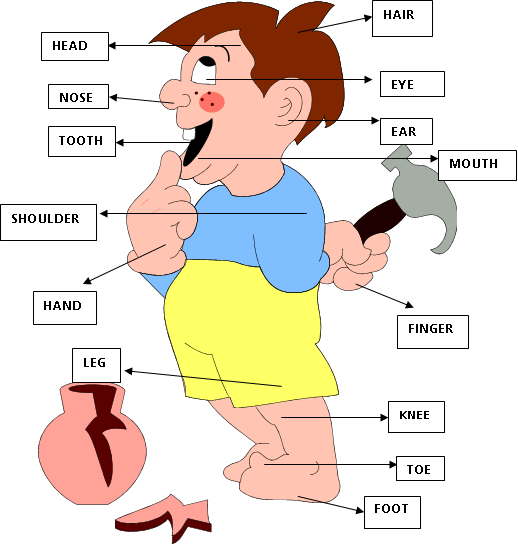 HAIR
HEAD
EYE
NOSE
EAR
TOOTH
MOUTH
SHOULDER
HAND
FINGER
LEG
KNEE
TOE
FOOT